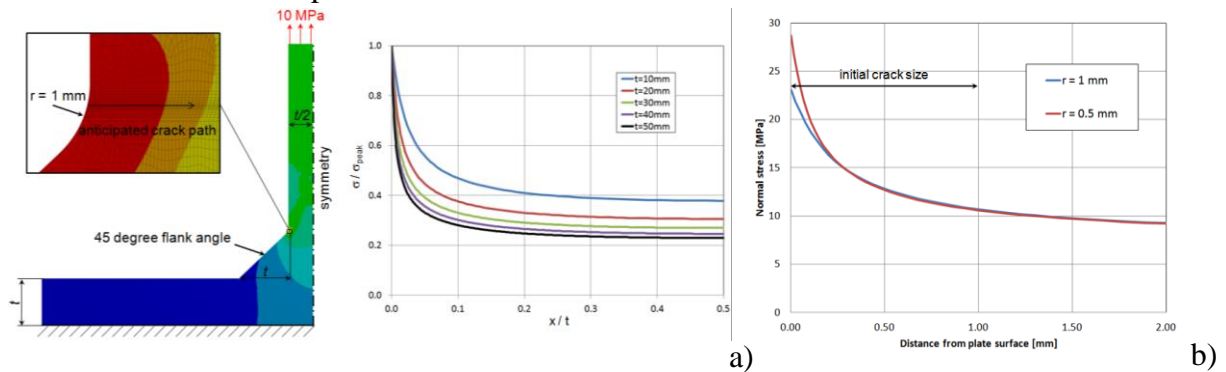 10 MPa
r = 1 mm
anticipated crack path
t/2
symmetry
45 degree flank angle
t
t
1.0
0.8
0.6
0.4
0.2
0.0
σ / σpeak
t=10mm
t=20mm
t=30mm
t=40mm
t=50mm
0.0 0.1 0.2 0.3 0.4 0.5
x / t
a)
30
25
20
15
10
5
0
Normal stress [MPa]
initial crack size
r = 1 mm
r = 0.5 mm
0.00 0.50 1.00 1.50 2.00
Distance from plate surface [mm]
b)